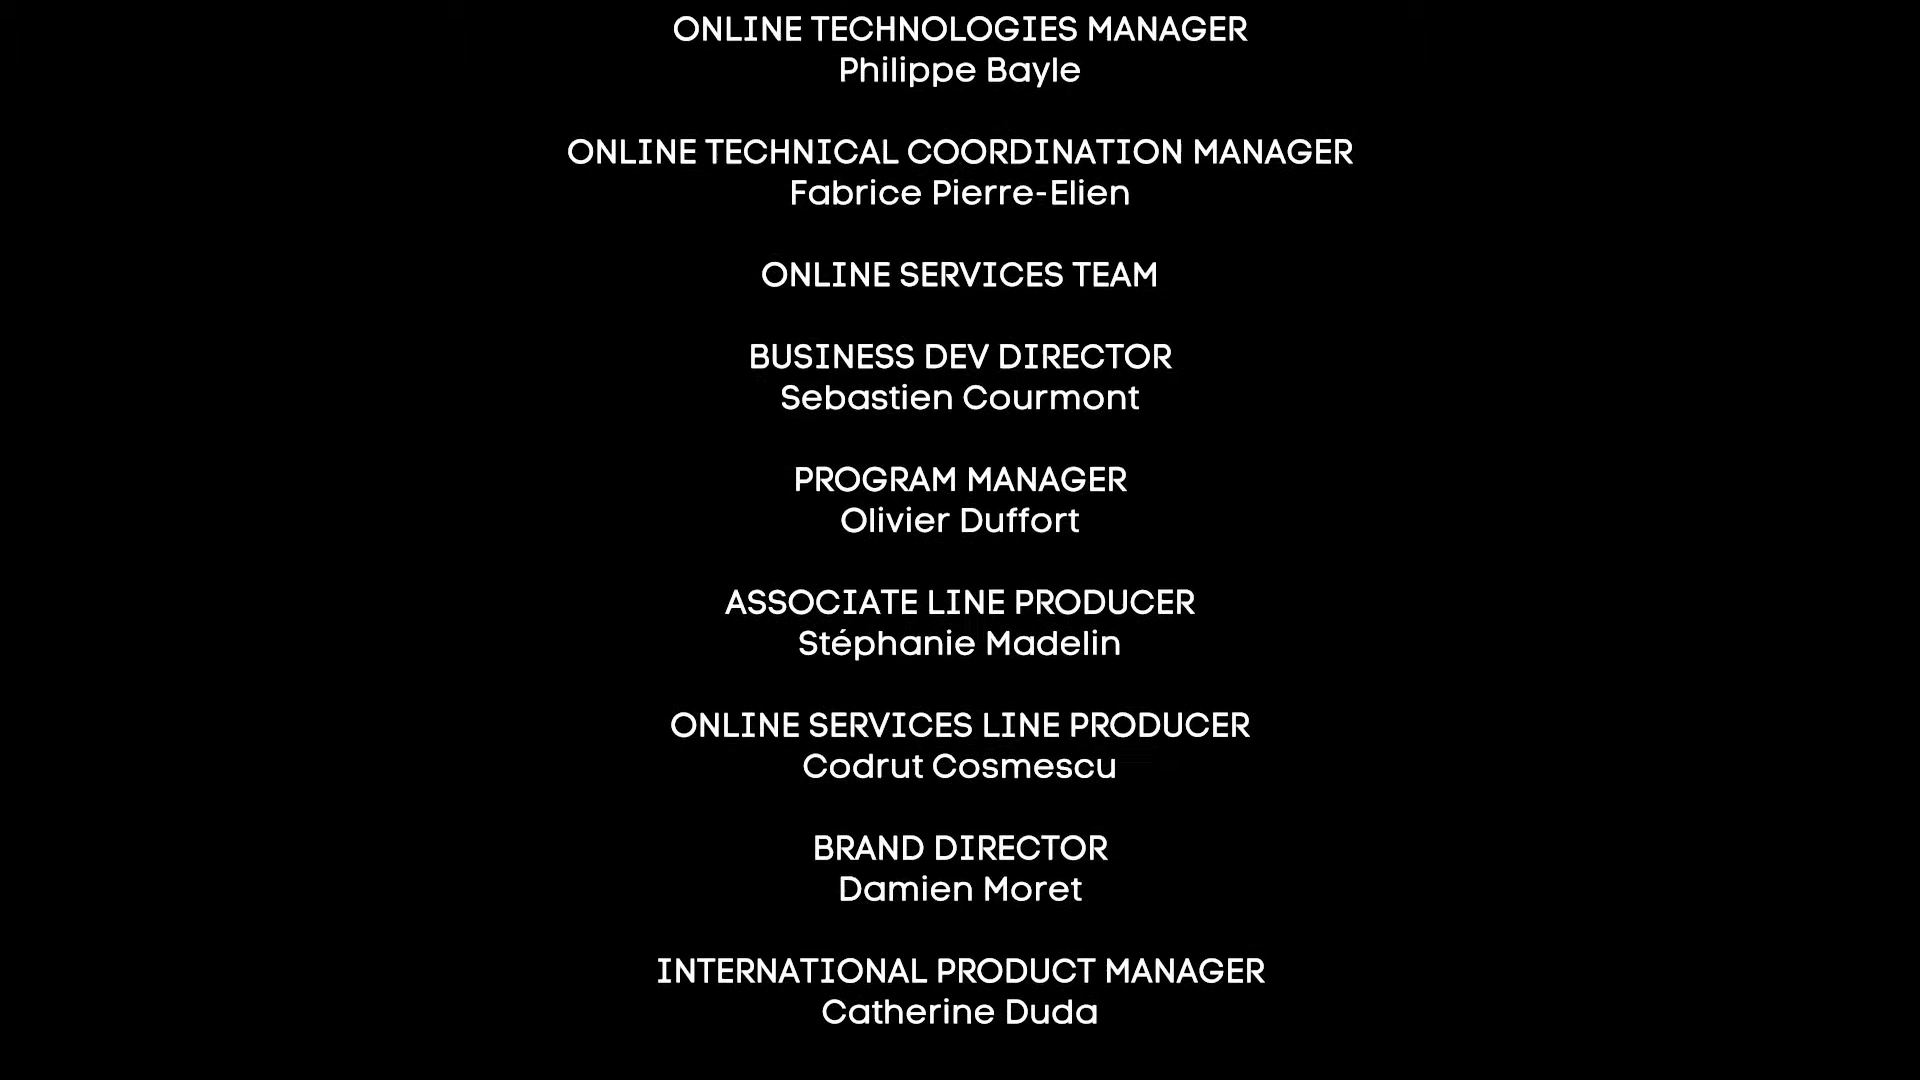 ONLINE TECHNOLOGIES MANAGER
Philippe Bayle
ONLINE TECHNICAL COORDINATION MANAGER
Fabrice Pierre-Elien
ONLINE SERVICES TEAM
BUSINESS DEV DIRECTOR
Sebastien Courmont
PROGRAM MANAGER
Olivier Duffort
ASSOCIATE LINE PRODUCER
Stéphanie Madelin
ONLINE SERVICES LINE PRODUCER
Codrut Cosmescu
BRAND DIRECTOR
Damien Moret
INTERNATIONAL PRODUCT MANAGER
Catherine Duda